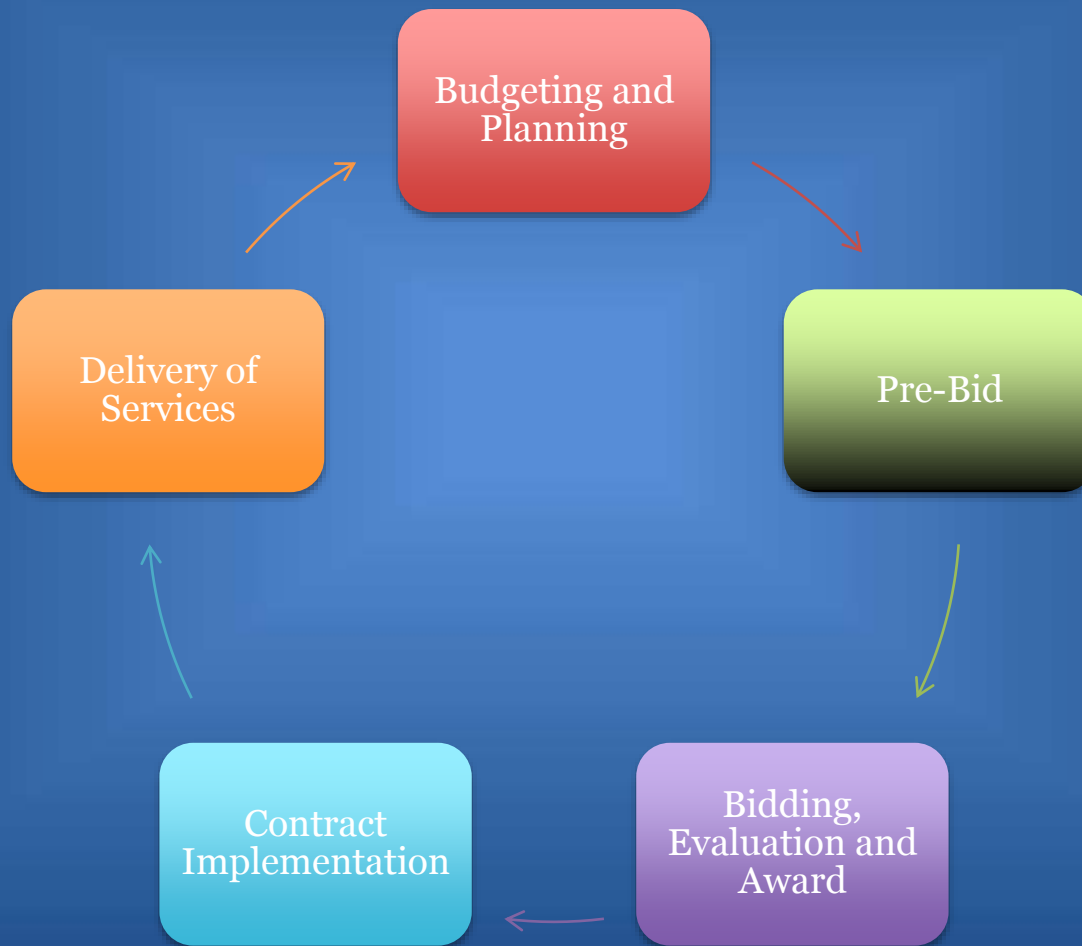 Budgeting and
Planning
Pre-Bid
Bidding,
Evaluation and
Award
Contract
Implementation
Delivery of
Services